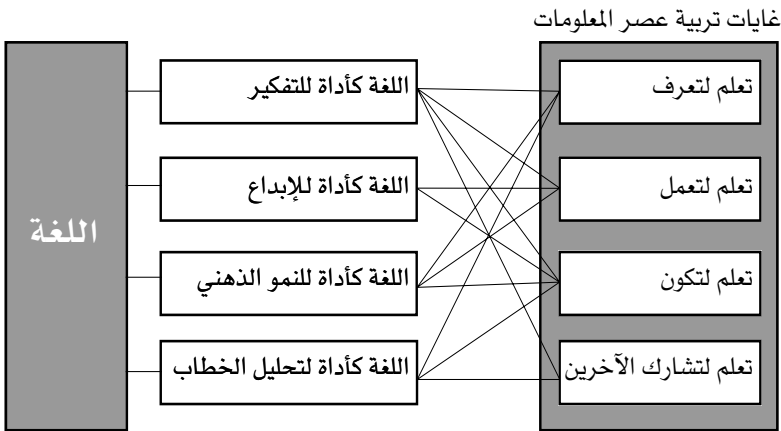 غايات تربية عصر المعلومات
تعلم لتعرف
تعلم لتعمل
تعلم لتكون
تعلم لتشارك الآخرين
اللغة كأداة للتفكير
اللغة كأداة للإبداع
اللغة كأداة للنمو الذهني
اللغة كأداة لتحليل الخطاب
اللغة